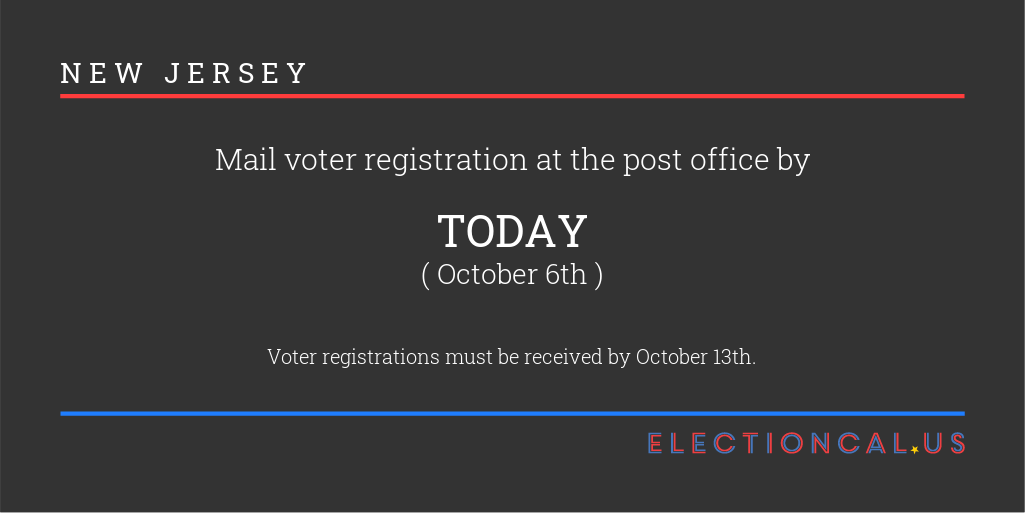 NEW JERSEY
Mail voter registration at the post office by
TODAY
( October 6th )
Voter registrations must be received by October 13th.
ELECTIONCAL.US